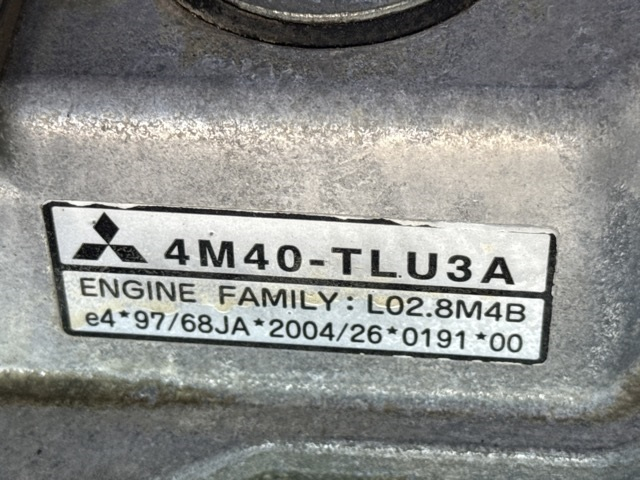 4M40-TLU3A
ENGINE FAMILY: L02.8M4B
e4*97/68JA*2004/26*0191*00